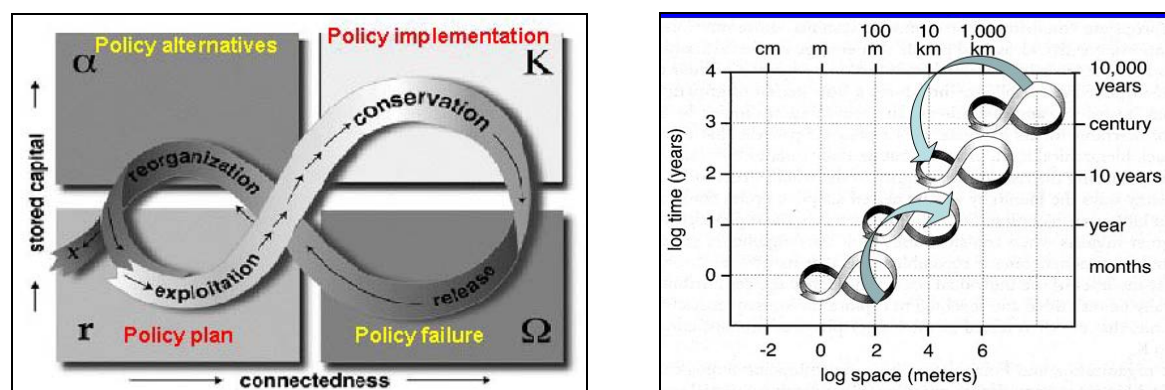 Policy alternatives
Policy implementation
α
K
conservation
reorganization
stored capital
x
exploitation
release
r
Policy plan
Policy failure
Ω
connectedness
100 10 1,000
cm m m km km
4
10,000
years
3
century
log time (years)
2
10 years
1
year
0
months
-2 0 2 4 6
log space (meters)